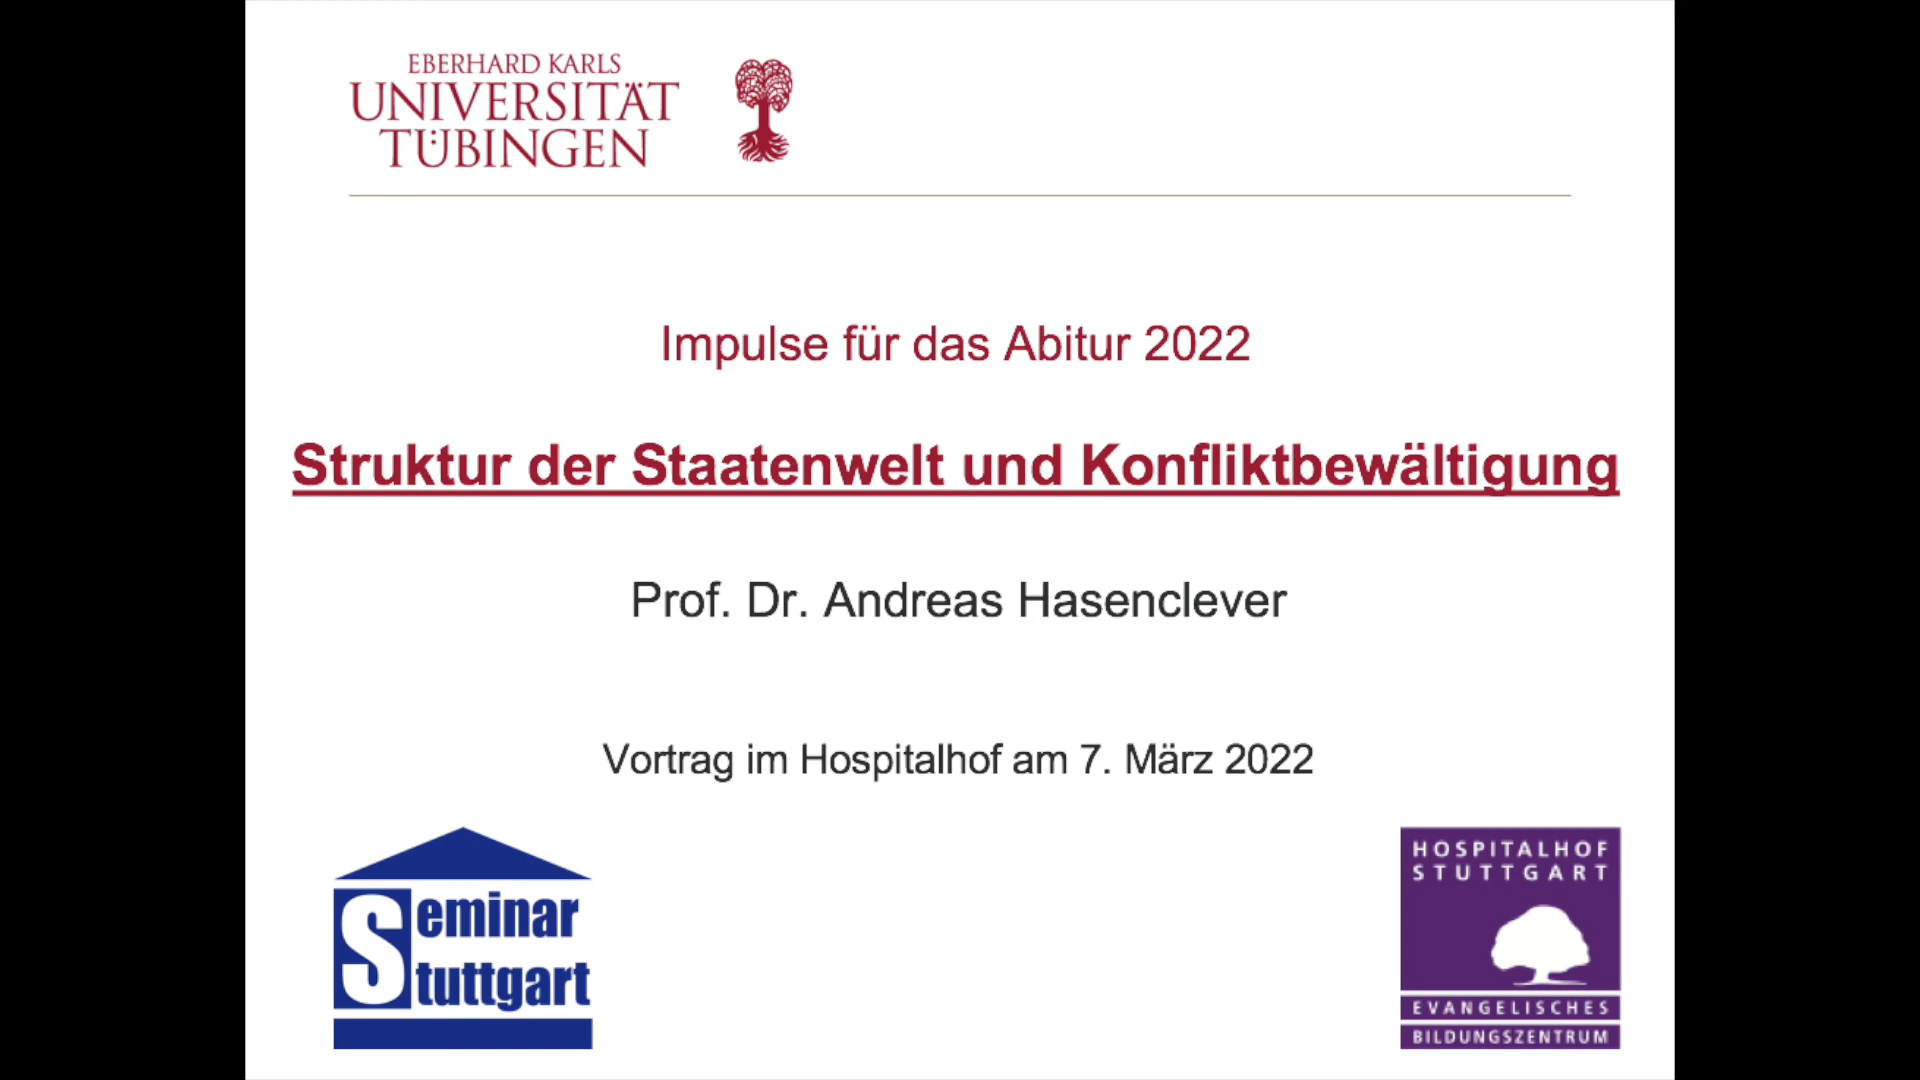 EBERHARD KARLS
UNIVERSITÄT
TÜBINGEN
Impulse für das Abitur 2022
Struktur der Staatenwelt und Konfliktbewältigung
Prof. Dr. Andreas Hasenclever
Vortrag im Hospitalhof am 7. März 2022
Seminar
Stuttgart
HOSPITALHOF
STUTTGART
EVANGELISCHES
BILDUNGSZENTRUM